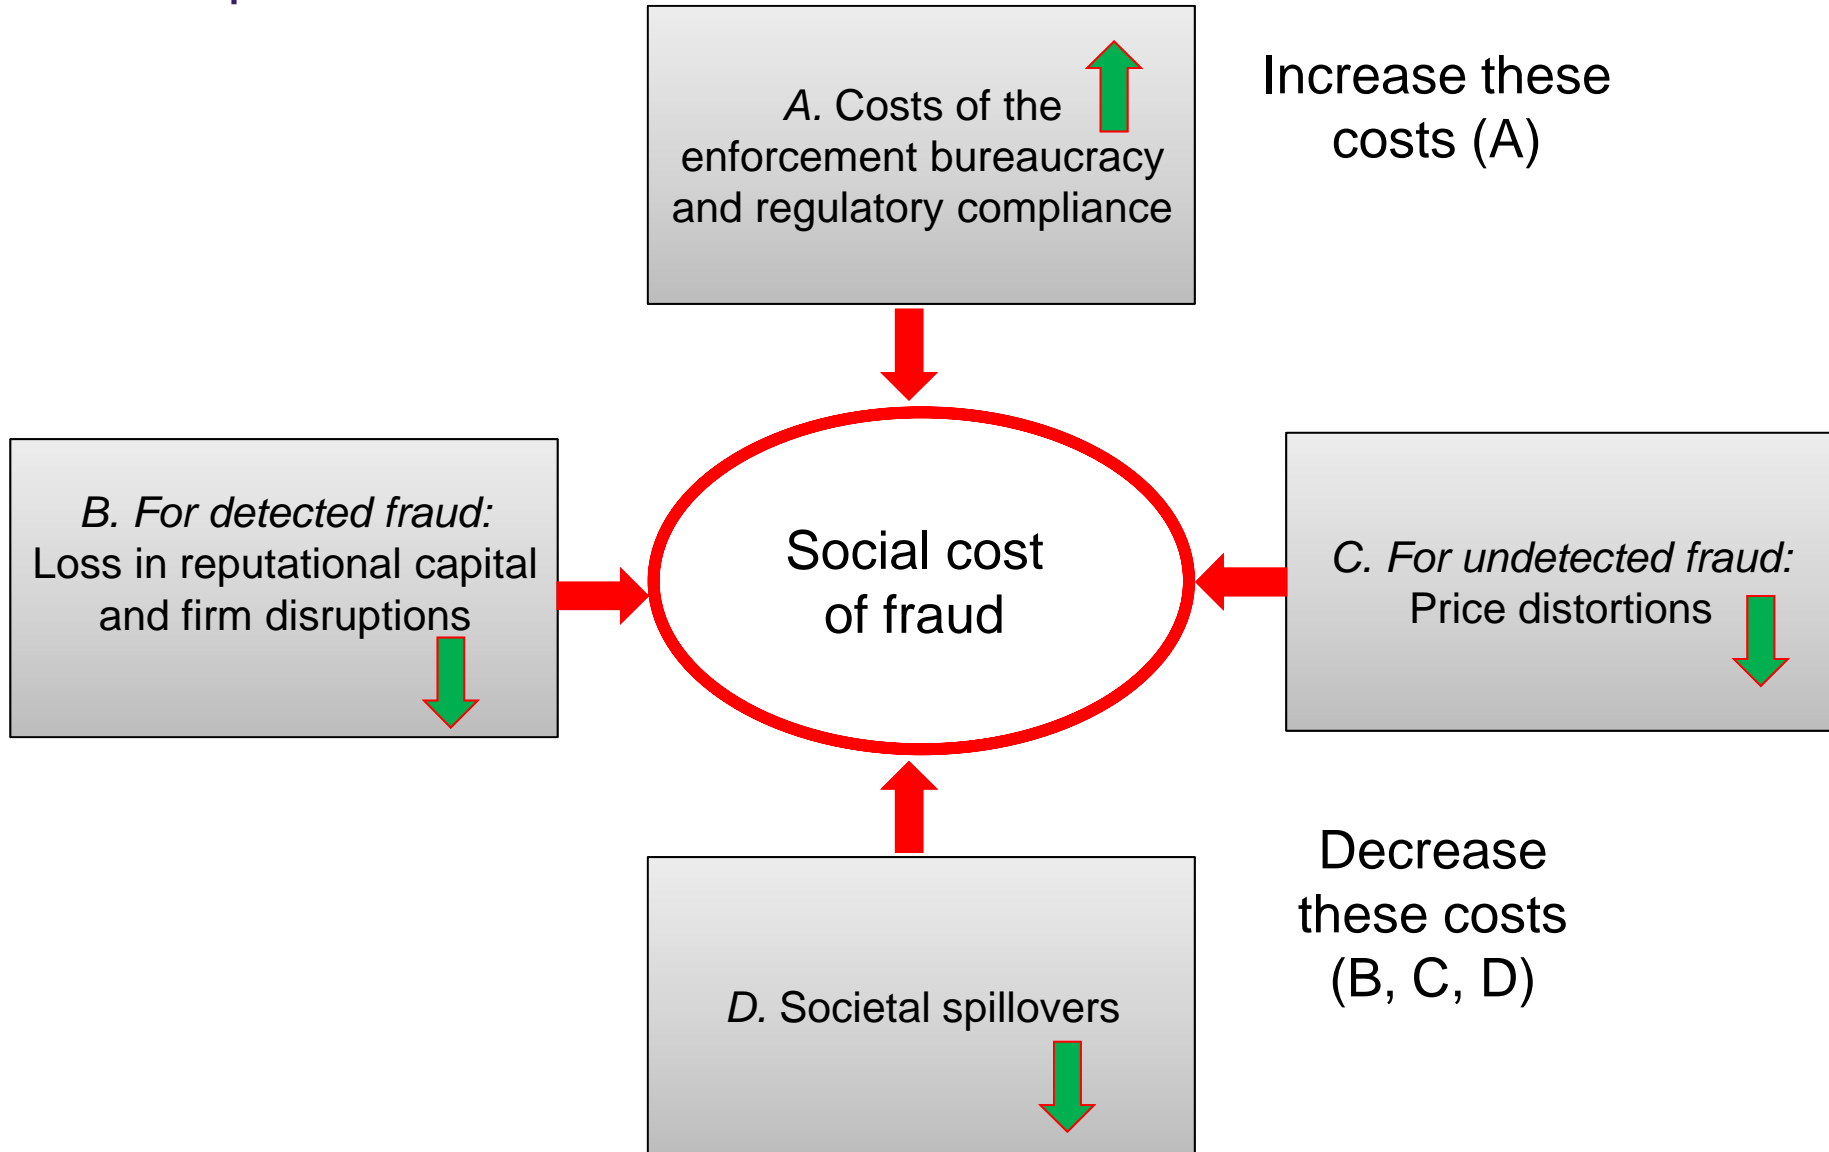 A. Costs of the
enforcement bureaucracy
and regulatory compliance
Increase these
costs (A)
B. For detected fraud:
Loss in reputational capital
and firm disruptions
Social cost
of fraud
C. For undetected fraud:
Price distortions
D. Societal spillovers
Decrease
these costs
(B, C, D)